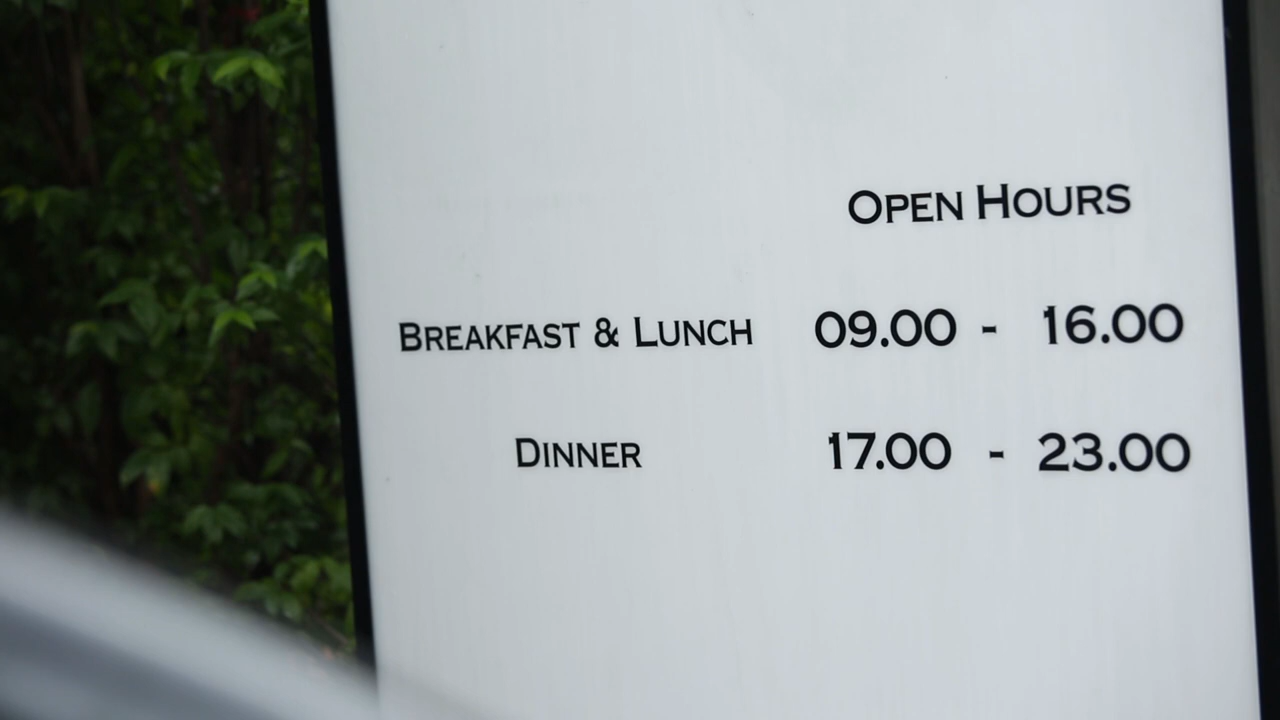 OPEN HOURS
BREAKFAST & LUNCH 09.00 - 16.00
DINNER 17.00 - 23.00